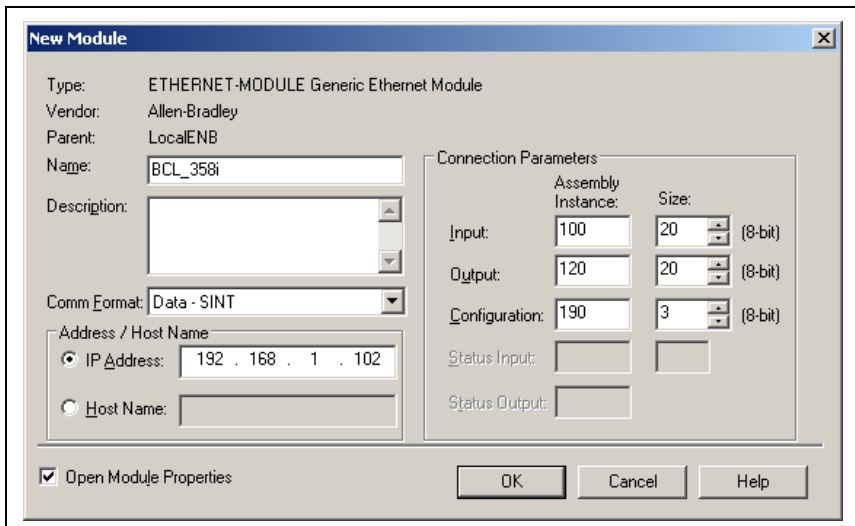 New Module
Type: ETHERNET-MODULE Generic Ethernet Module
Vendor: Allen-Bradley
Parent: LocalENB
Name: BCL_358i
Description:
Comm Format: Data - SINT
Address / Host Name
IP Address: 192 . 168 . 1 . 102
Host Name:
Connection Parameters
Assembly
Instance: Size:
Input: 100 20 (8-bit)
Output: 120 20 (8-bit)
Configuration: 190 3 (8-bit)
Status Input:
Status Output:
Open Module Properties
OK Cancel Help